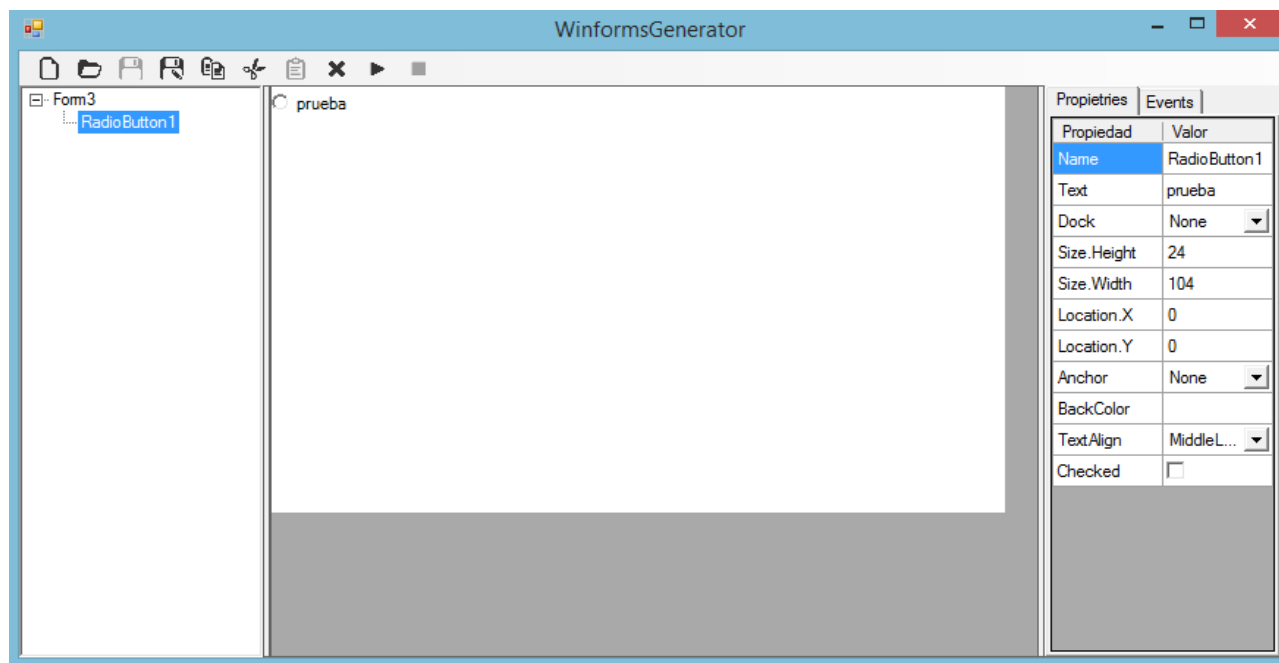 WinformsGenerator
Form3
RadioButton1
prueba
Propietries Events
Propiedad Valor
Name RadioButton1
Text prueba
Dock None
Size.Height 24
Size.Width 104
Location.X 0
Location.Y 0
Anchor None
BackColor
TextAlign MiddleL...
Checked